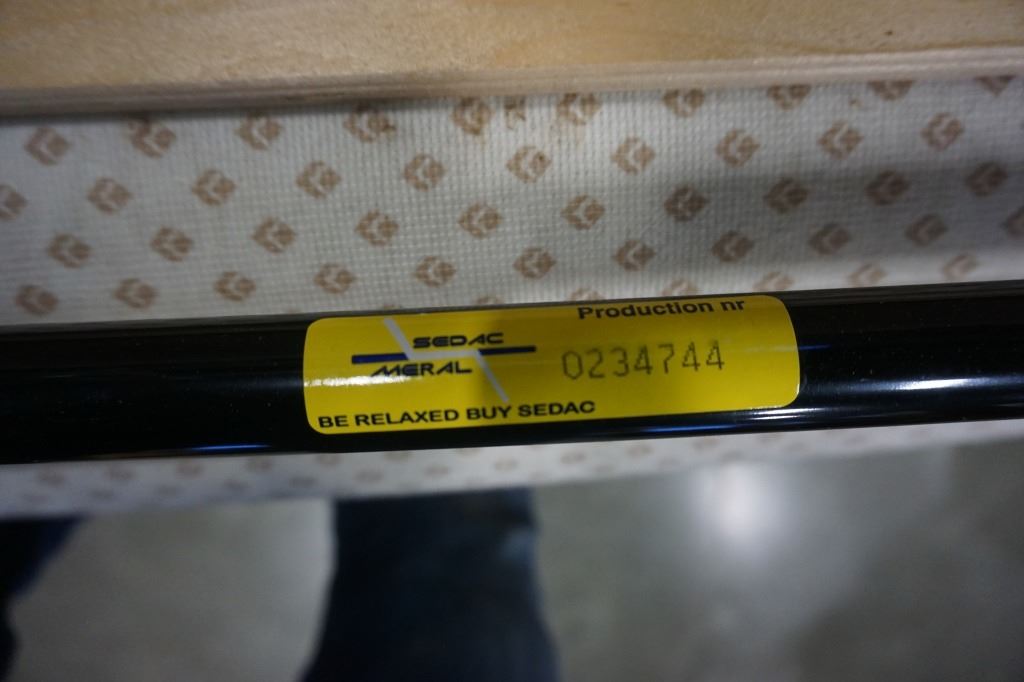 Production nr
SEDAC
MERAL
0234744
BE RELAXED BUY SEDAC